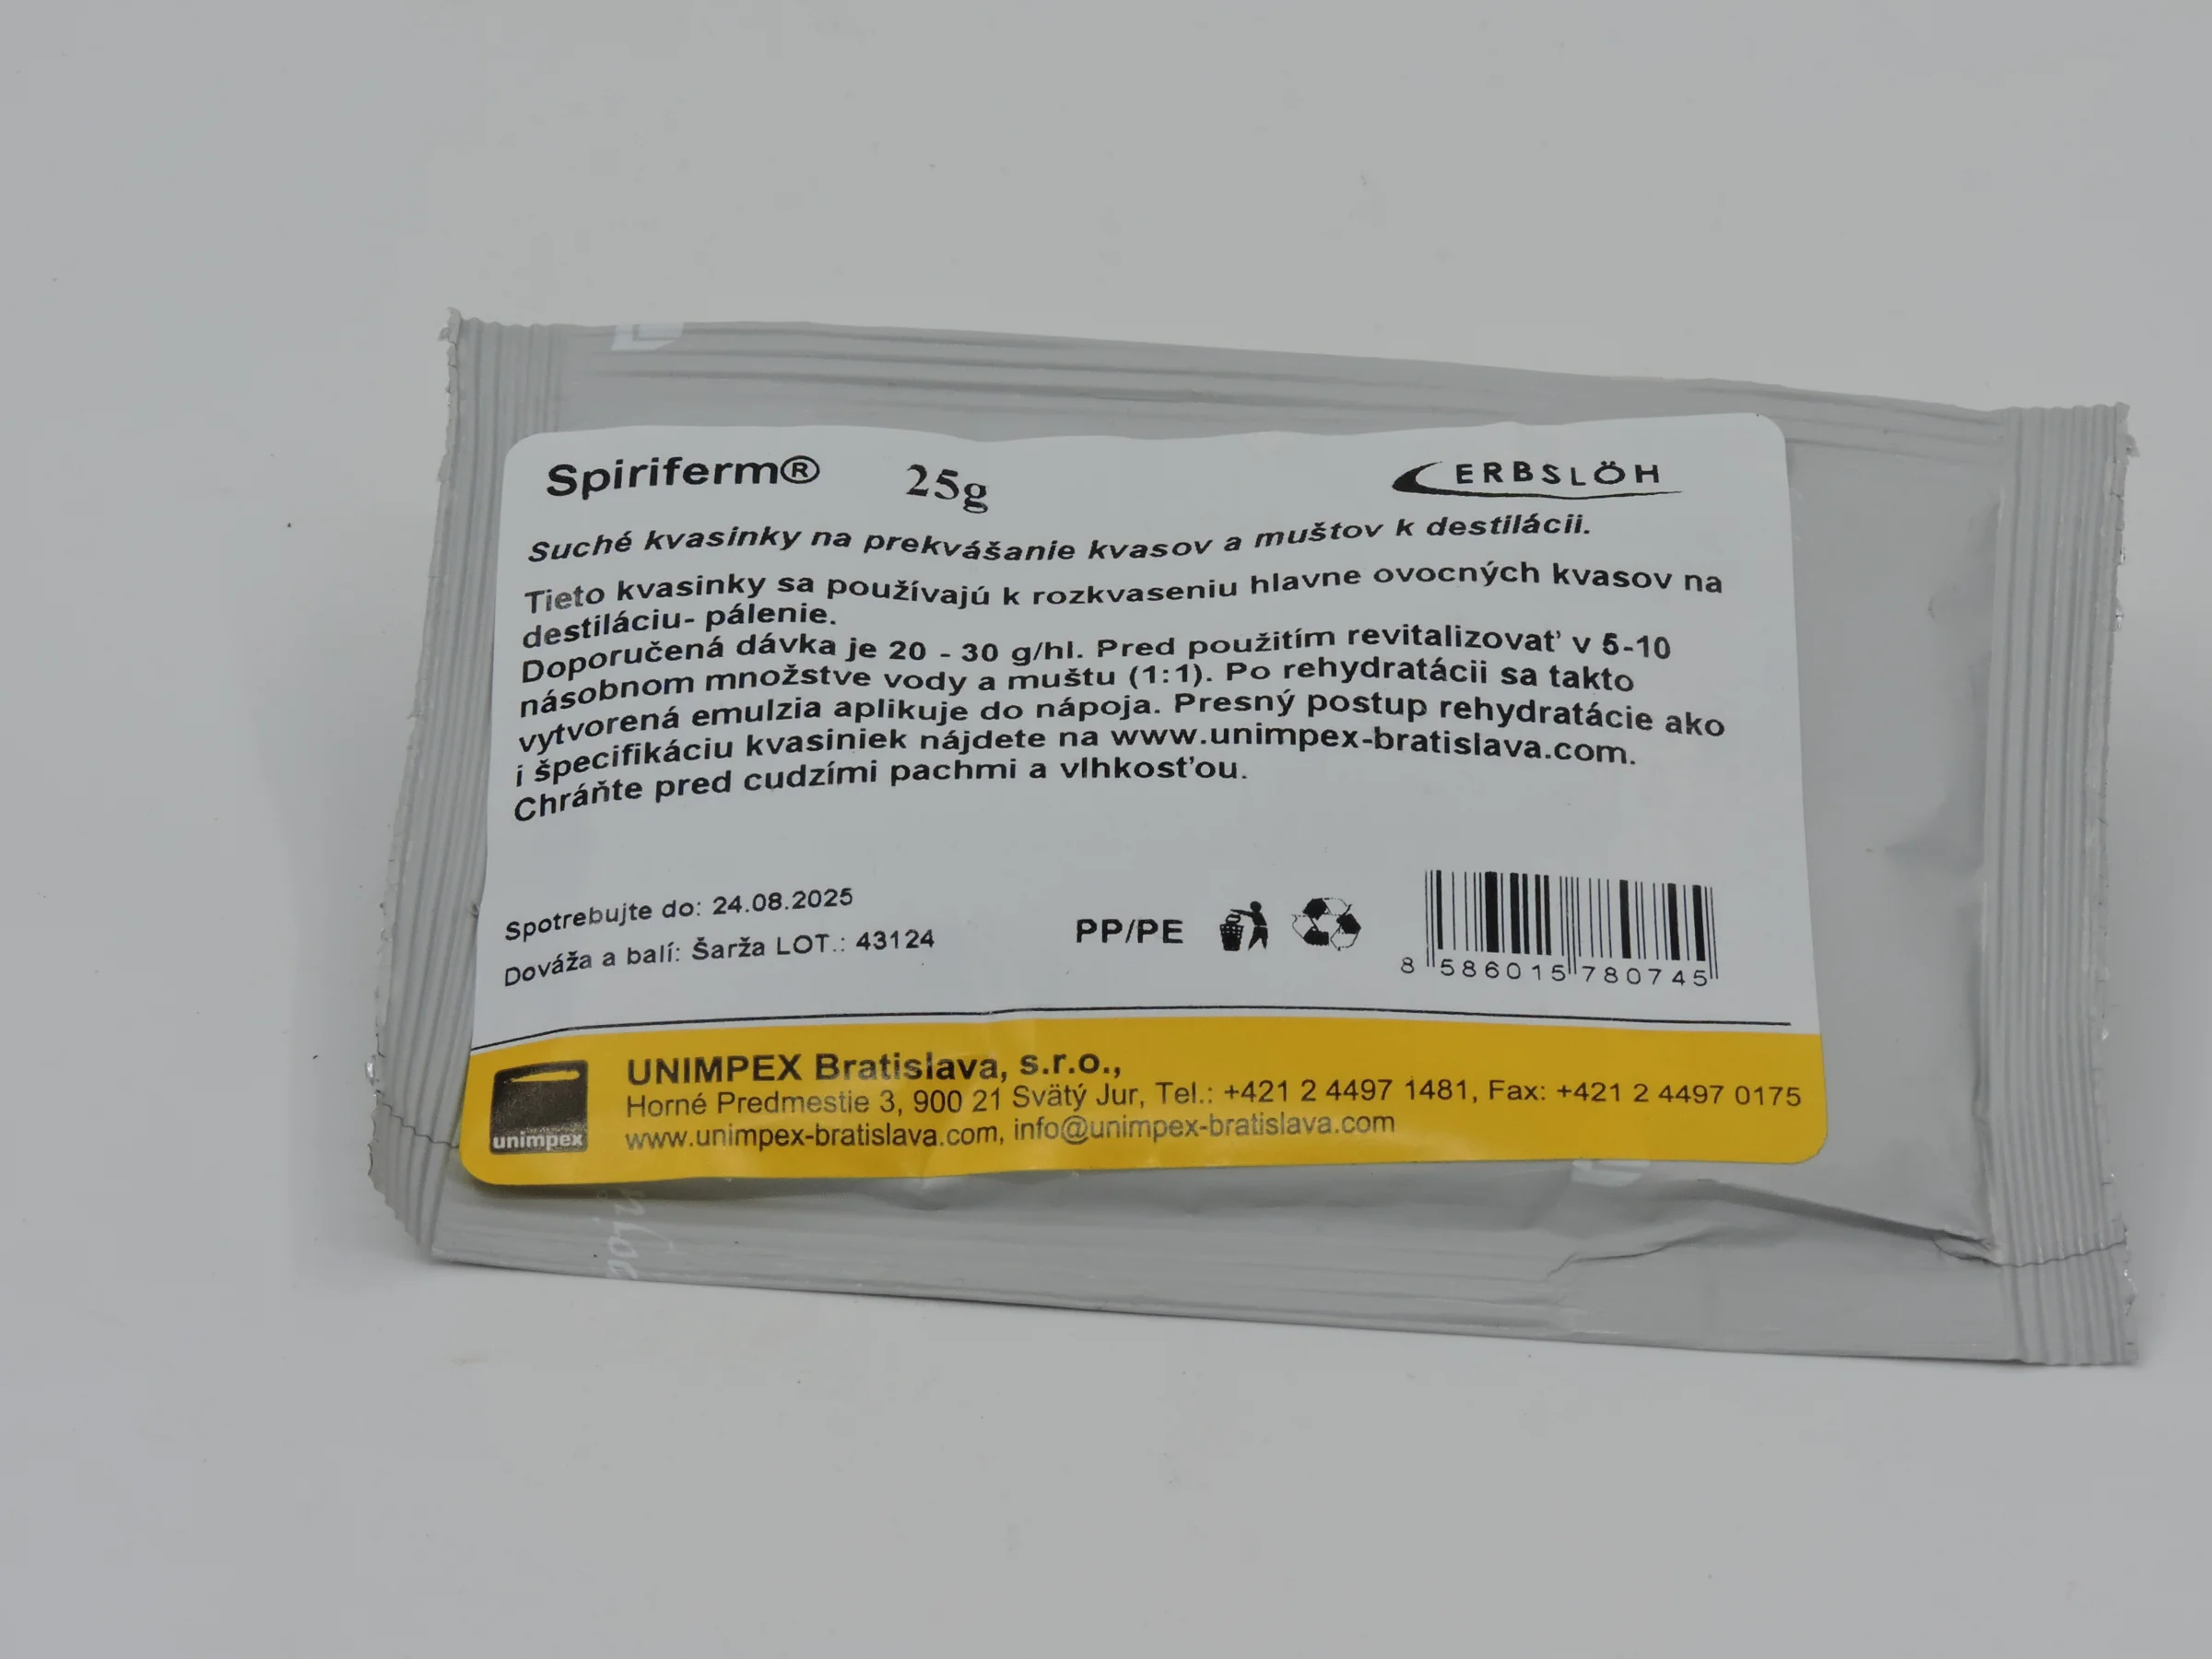 Spiriferm® 25g ERBSLÖH
Suché kvasinky na prekvášanie kvasov a muštov k destilácii.
Tieto kvasinky sa používajú k rozkvaseniu hlavne ovocných kvasov na
destiláciu- pálenie.
Doporučená dávka je 20 - 30 g/hl. Pred použitím revitalizovať v 5-10
násobnom množstve vody a muštu (1:1). Po rehydratácii sa takto
vytvorená emulzia aplikuje do nápoja. Presný postup rehydratácie ako
i špecifikáciu kvasiniek nájdete na www.unimpex-bratislava.com.
Chráňte pred cudzími pachmi a vlhkosťou.
Spotrebujte do: 24.08.2025
Dováža a balí: Šarža LOT.: 43124
PP/PE
8 586015 780745
UNIMPEX Bratislava, s.r.o.,
Horné Predmestie 3, 900 21 Svätý Jur, Tel.: +421 2 4497 1481, Fax: +421 2 4497 0175
www.unimpex-bratislava.com, info@unimpex-bratislava.com
unimpex